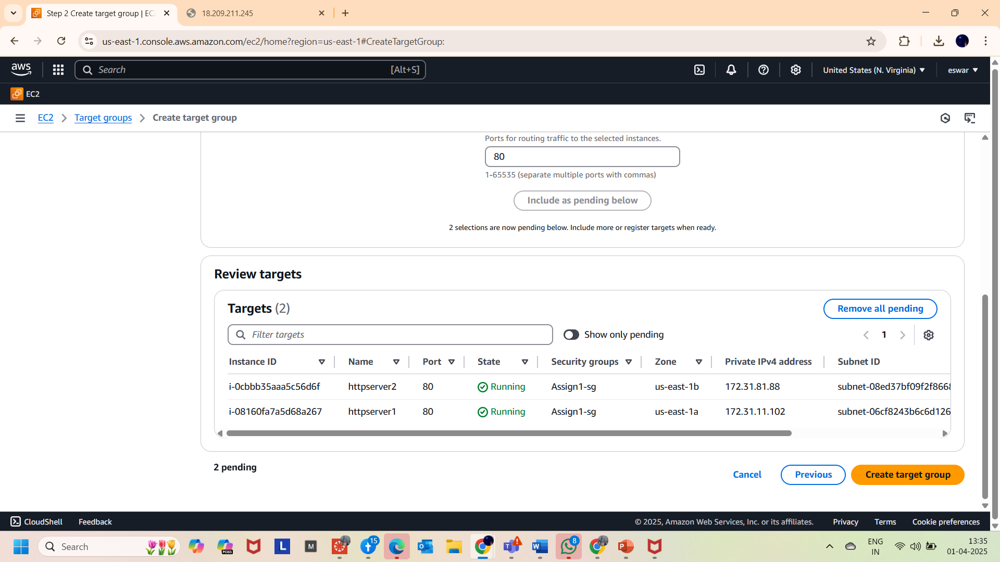 Step 2 Create target group | EC
18.209.211.245
us-east-1.console.aws.amazon.com/ec2/home?region=us-east-1#CreateTargetGroup:
aws
Search
[Alt+S]
United States (N. Virginia)
eswar
EC2
EC2 Target groups Create target group
Ports for routing traffic to the selected instances.
80
1-65535 (separate multiple ports with commas)
Include as pending below
2 selections are now pending below. Include more or register targets when ready.
Review targets
Targets (2)
Remove all pending
Filter targets
Show only pending
1
Instance ID Name Port State Security groups Zone Private IPv4 address Subnet ID
i-0cbbb35aaa5c56d6f httpserver2 80 Running Assign1-sg us-east-1b 172.31.81.88 subnet-08ed37bf09f2f8668
i-08160fa7a5d68a267 httpserver1 80 Running Assign1-sg us-east-1a 172.31.11.102 subnet-06cf8243b6c6d126
2 pending
Cancel Previous Create target group
CloudShell Feedback © 2025, Amazon Web Services, Inc. or its affiliates. Privacy Terms Cookie preferences
Search
M365
L
M
15
8
ENG
IN
13:35
01-04-2025